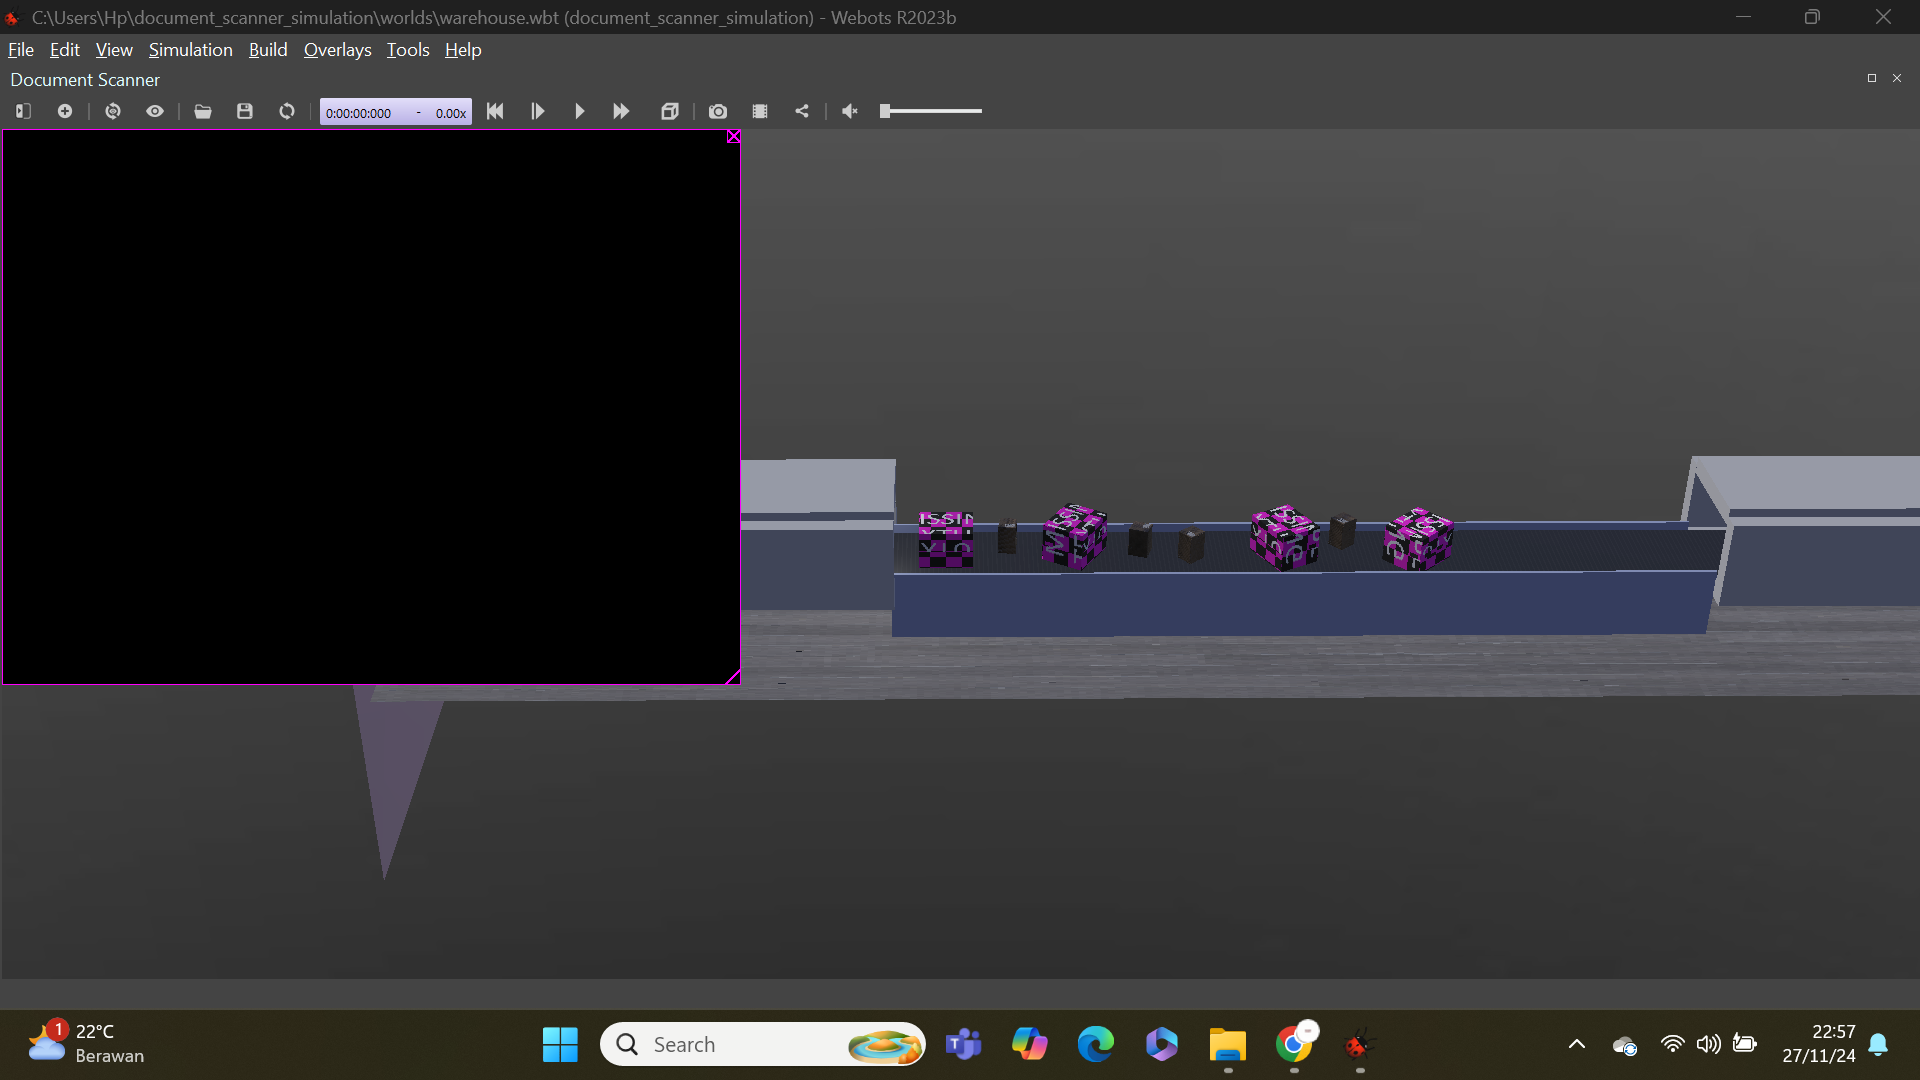 C:\Users\Hp\document_scanner_simulation\worlds\warehouse.wbt (document_scanner_simulation) - Webots R2023b
File Edit View Simulation Build Overlays Tools Help
Document Scanner
0:00:00:000 - 0.00x
1
22°C
Berawan
Search
22:57
27/11/24